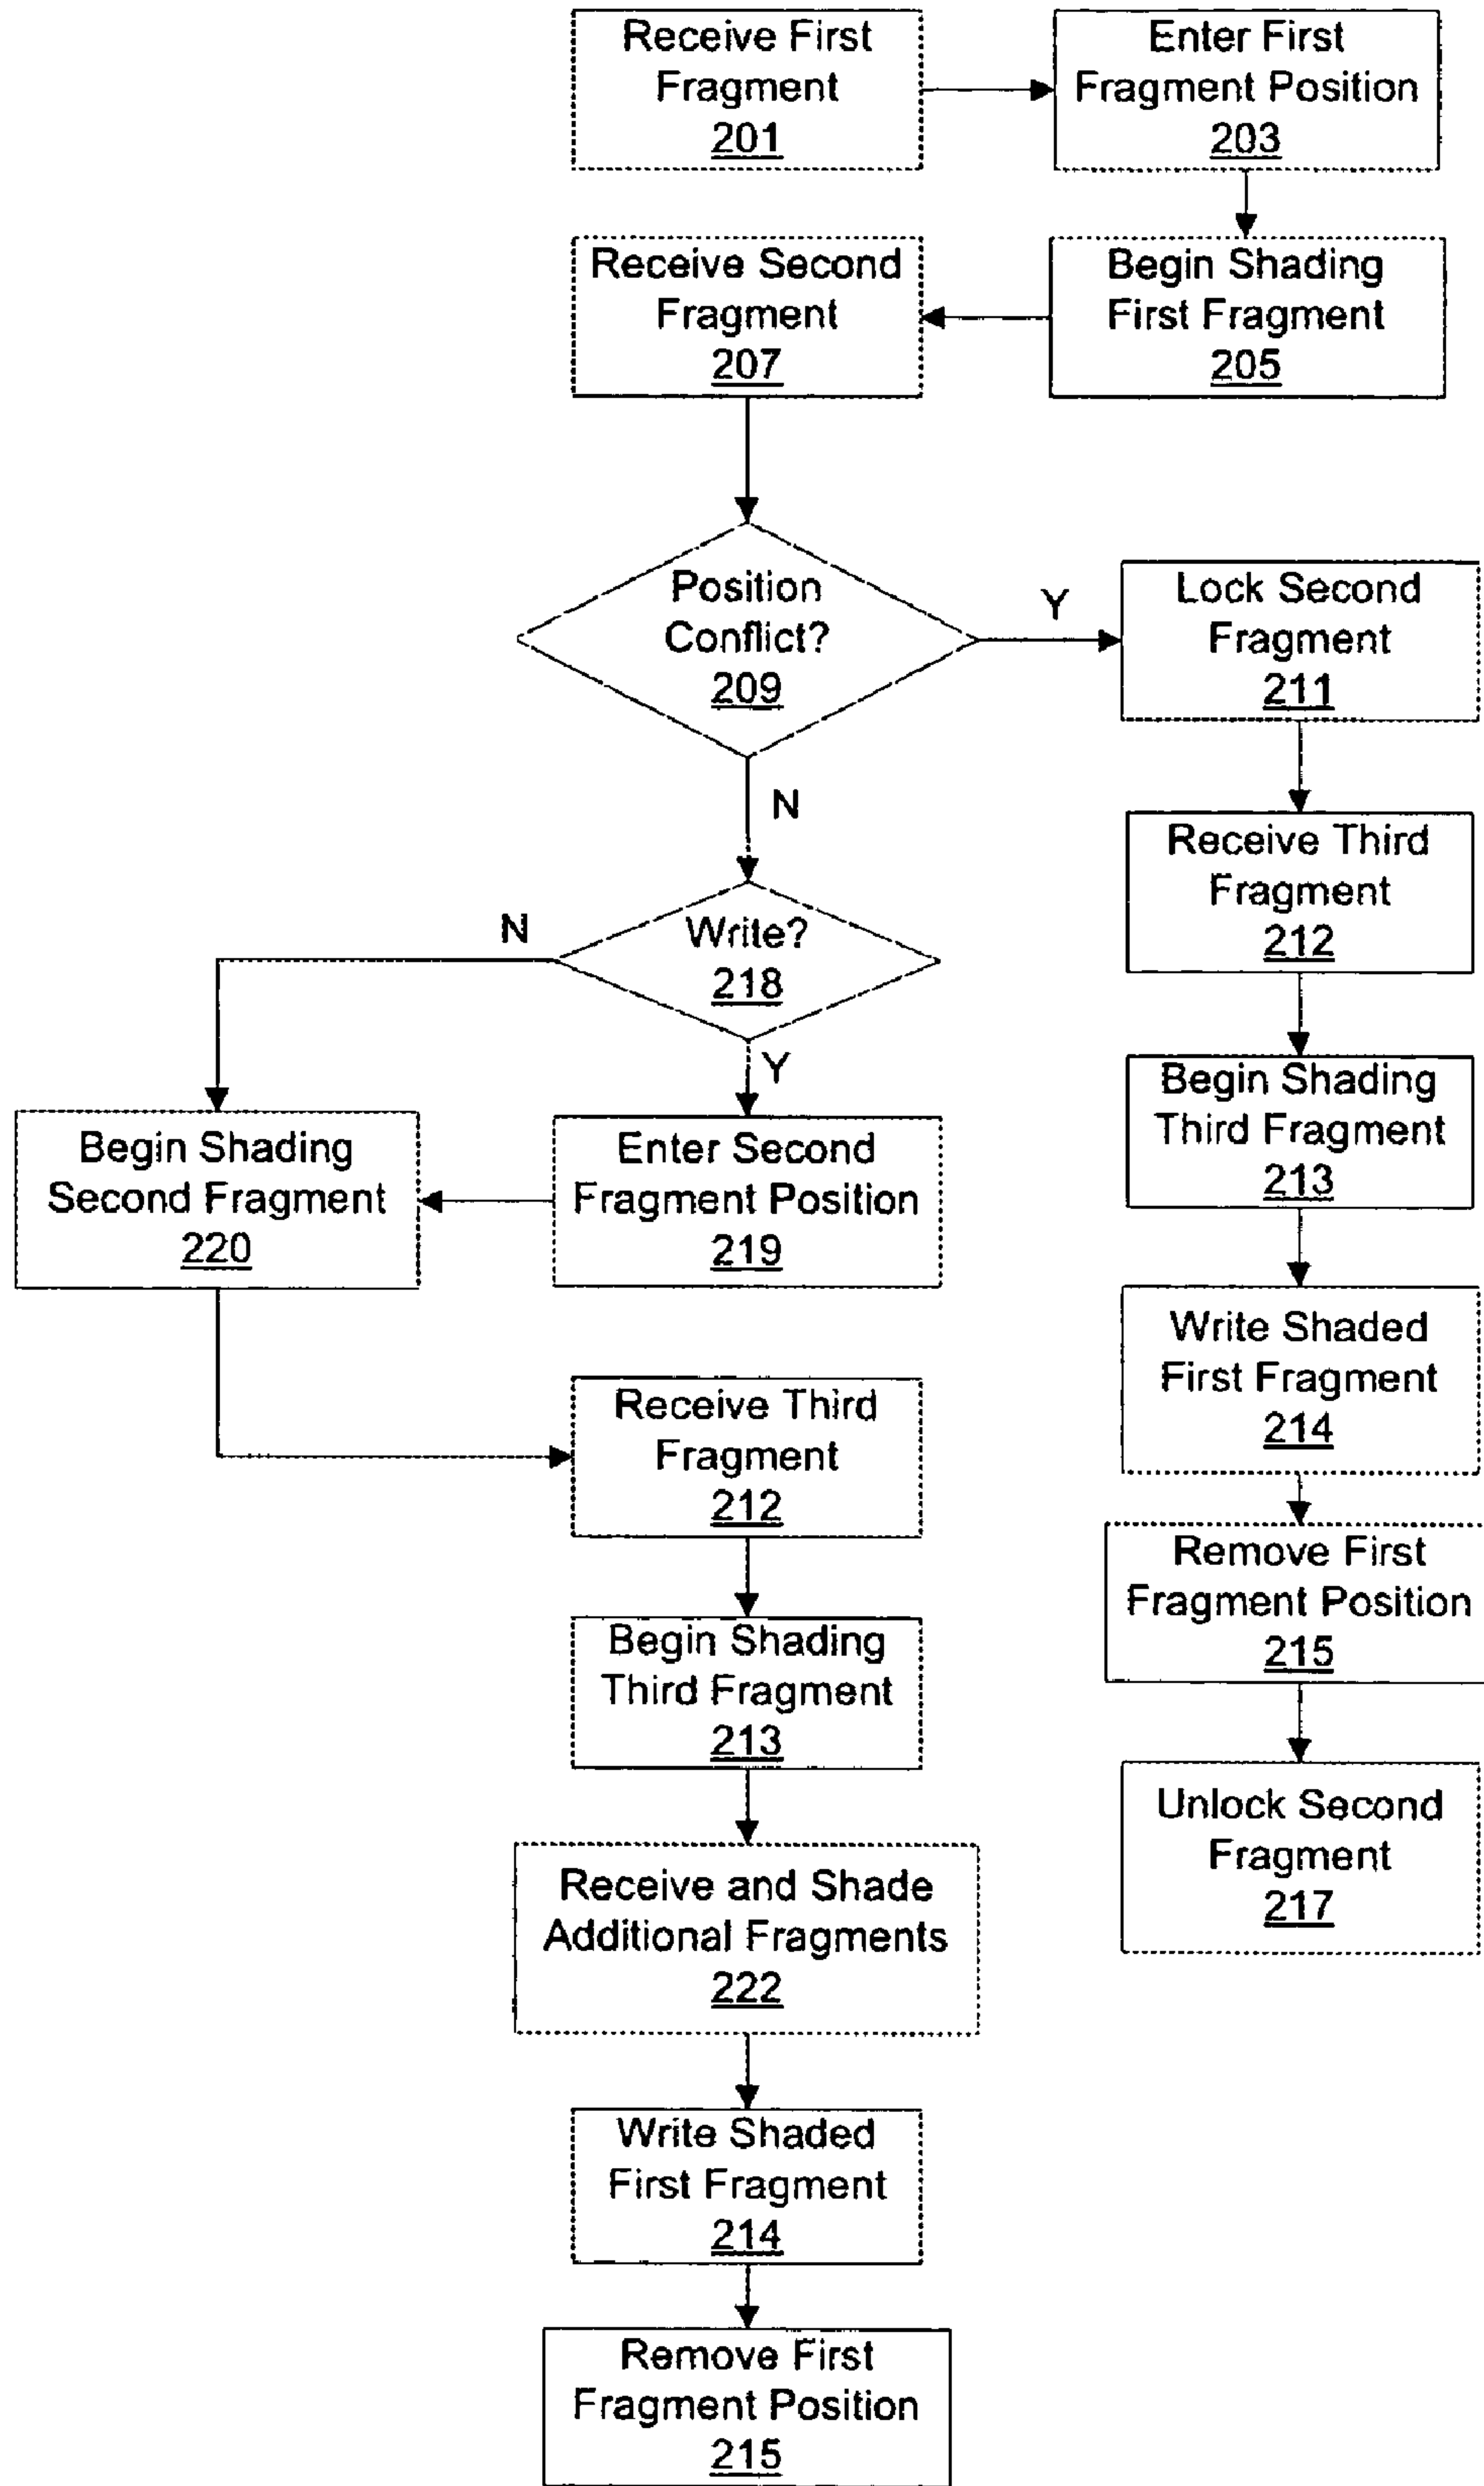 Receive First
Fragment
201
Enter First
Fragment Position
203
Begin Shading
First Fragment
205
Receive Second
Fragment
207
Position
Conflict?
209
Y
Lock Second
Fragment
211
N
Receive Third
Fragment
212
Write?
218
N
Y
Begin Shading
Third Fragment
213
Begin Shading
Second Fragment
220
Enter Second
Fragment Position
219
Write Shaded
First Fragment
214
Receive Third
Fragment
212
Remove First
Fragment Position
215
Begin Shading
Third Fragment
213
Unlock Second
Fragment
217
Receive and Shade
Additional Fragments
222
Write Shaded
First Fragment
214
Remove First
Fragment Position
215